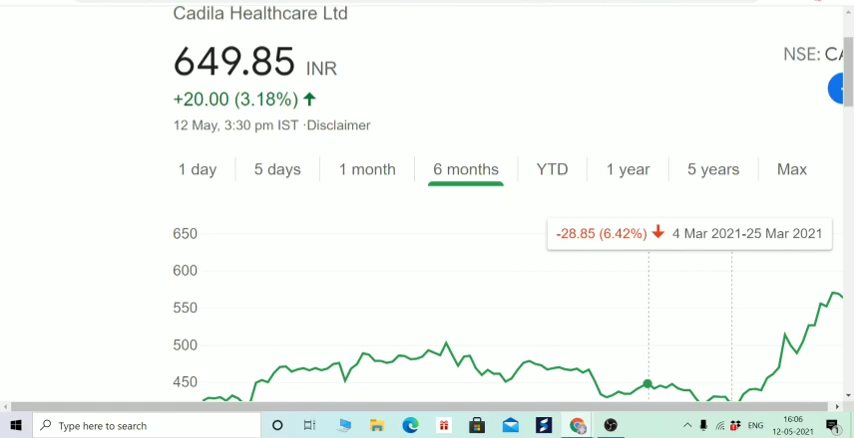 Cadila Healthcare Ltd
649.85 INR
NSE: CA
+20.00 (3.18%)
12 May, 3:30 pm IST ·Disclaimer
1 day 5 days 1 month 6 months YTD 1 year 5 years Max
-28.85 (6.42%) 4 Mar 2021-25 Mar 2021
650
600
550
500
450
Type here to search
ENG
16:06
12-05-2021
1